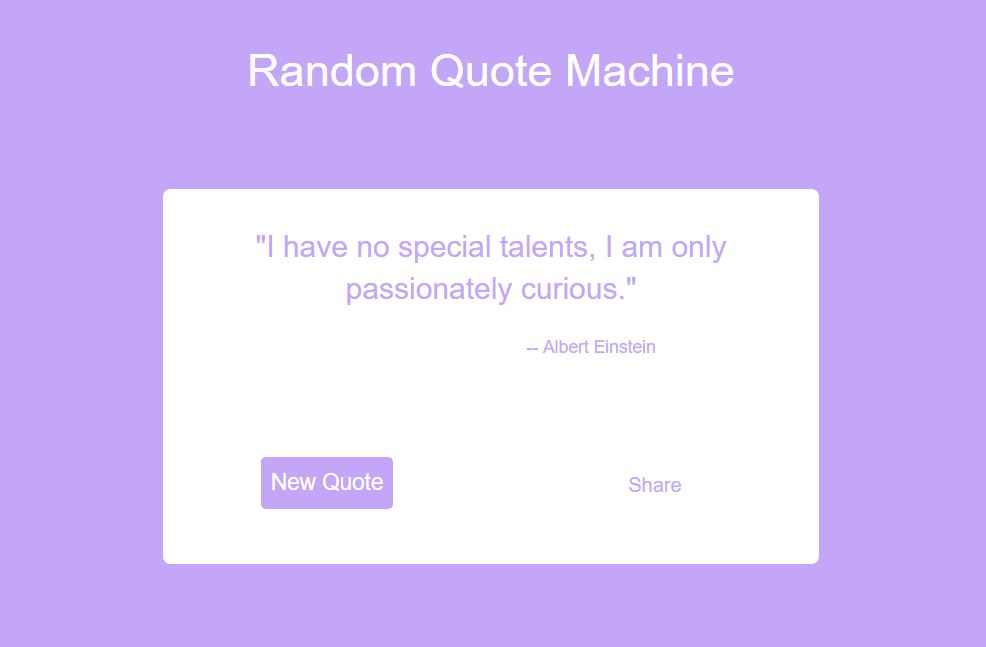 Random Quote Machine
"I have no special talents, I am only
passionately curious."
-- Albert Einstein
New Quote
Share